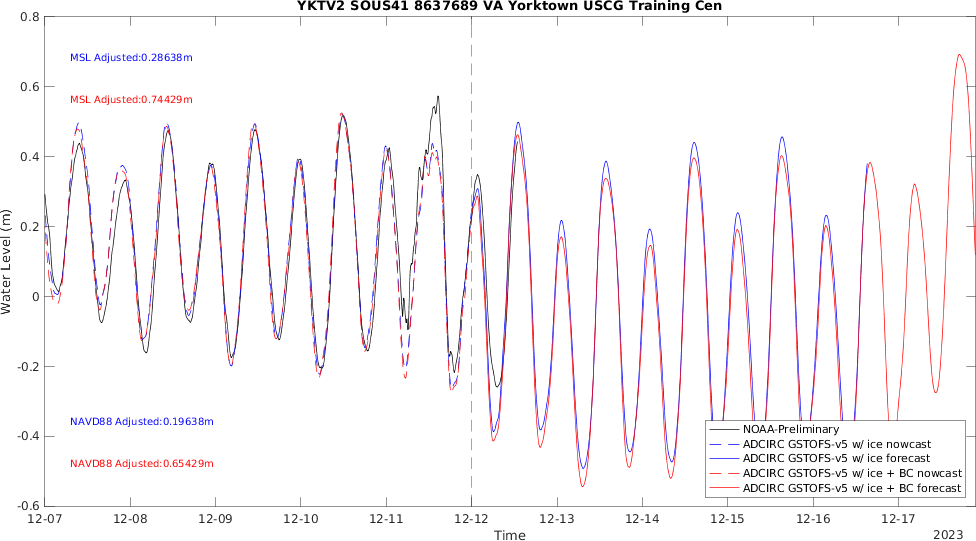 YKTV2 SOUS41 8637689 VA Yorktown USCG Training Cen
0.8
0.6
0.4
0.2
0
-0.2
-0.4
-0.6
Water Level (m)
MSL Adjusted:0.28638m
MSL Adjusted:0.74429m
NAVD88 Adjusted:0.19638m
NAVD88 Adjusted:0.65429m
NOAA-Preliminary
ADCIRC GSTOFS-v5 w/ ice nowcast
ADCIRC GSTOFS-v5 w/ ice forecast
ADCIRC GSTOFS-v5 w/ ice + BC nowcast
ADCIRC GSTOFS-v5 w/ ice + BC forecast
12-07 12-08 12-09 12-10 12-11 12-12 12-13 12-14 12-15 12-16 12-17
Time
2023